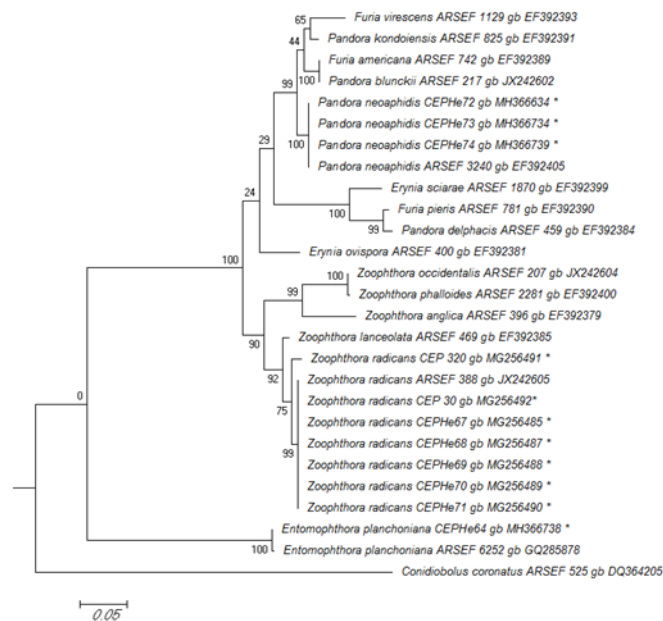 65
Furia virescens ARSEF 1129 gb EF392393
44
Pandora kondoiensis ARSEF 825 gb EF392391
Furia americana ARSEF 742 gb EF392389
99
100
Pandora blunckii ARSEF 217 gb JX242602
Pandora neoaphidis CEPHe72 gb MH366634 *
Pandora neoaphidis CEPHe73 gb MH366734 *
29
100
Pandora neoaphidis CEPHe74 gb MH366739 *
Pandora neoaphidis ARSEF 3240 gb EF392405
24
Erynia sciarae ARSEF 1870 gb EF392399
100
Furia pieris ARSEF 781 gb EF392390
99
Pandora delphacis ARSEF 459 gb EF392384
100
Erynia ovispora ARSEF 400 gb EF392381
100
Zoophthora occidentalis ARSEF 207 gb JX242604
99
Zoophthora phalloides ARSEF 2281 gb EF392400
Zoophthora anglica ARSEF 396 gb EF392379
90
Zoophthora lanceolata ARSEF 469 gb EF392385
Zoophthora radicans CEP 320 gb MG256491 *
92
Zoophthora radicans ARSEF 388 gb JX242605
0
75
Zoophthora radicans CEP 30 gb MG256492*
Zoophthora radicans CEPHe67 gb MG256485 *
Zoophthora radicans CEPHe68 gb MG256487 *
99
Zoophthora radicans CEPHe69 gb MG256488 *
Zoophthora radicans CEPHe70 gb MG256489 *
Zoophthora radicans CEPHe71 gb MG256490 *
Entomophthora planchoniana CEPHe64 gb MH366738 *
100
Entomophthora planchoniana ARSEF 6252 gb GQ285878
Conidiobolus coronatus ARSEF 525 gb DQ364205
0.05